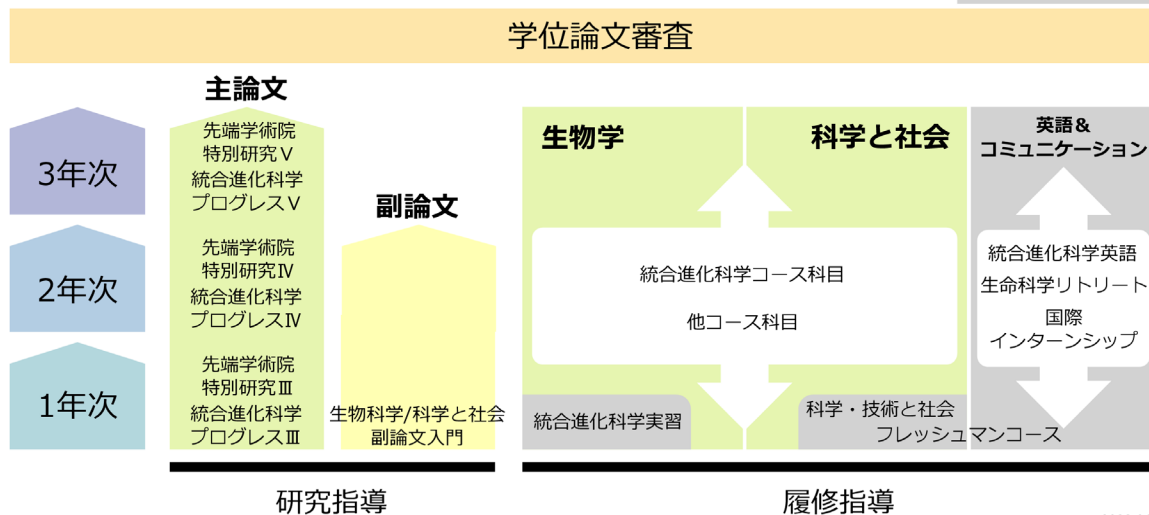 学位論文審査
主論文
3年次
先端学術院
特別研究Ⅴ
統合進化科学
プログレスⅤ
2年次
先端学術院
特別研究Ⅳ
統合進化科学
プログレスⅣ
1年次
先端学術院
特別研究Ⅲ
統合進化科学
プログレスⅢ
副論文
生物科学/科学と社会
副論文入門
研究指導
生物学
科学と社会
統合進化科学コース科目
他コース科目
統合進化科学実習
科学・技術と社会
フレッシュマンコース
英語&
コミュニケーション
統合進化科学英語
生命科学リトリート
国際
インターンシップ
履修指導